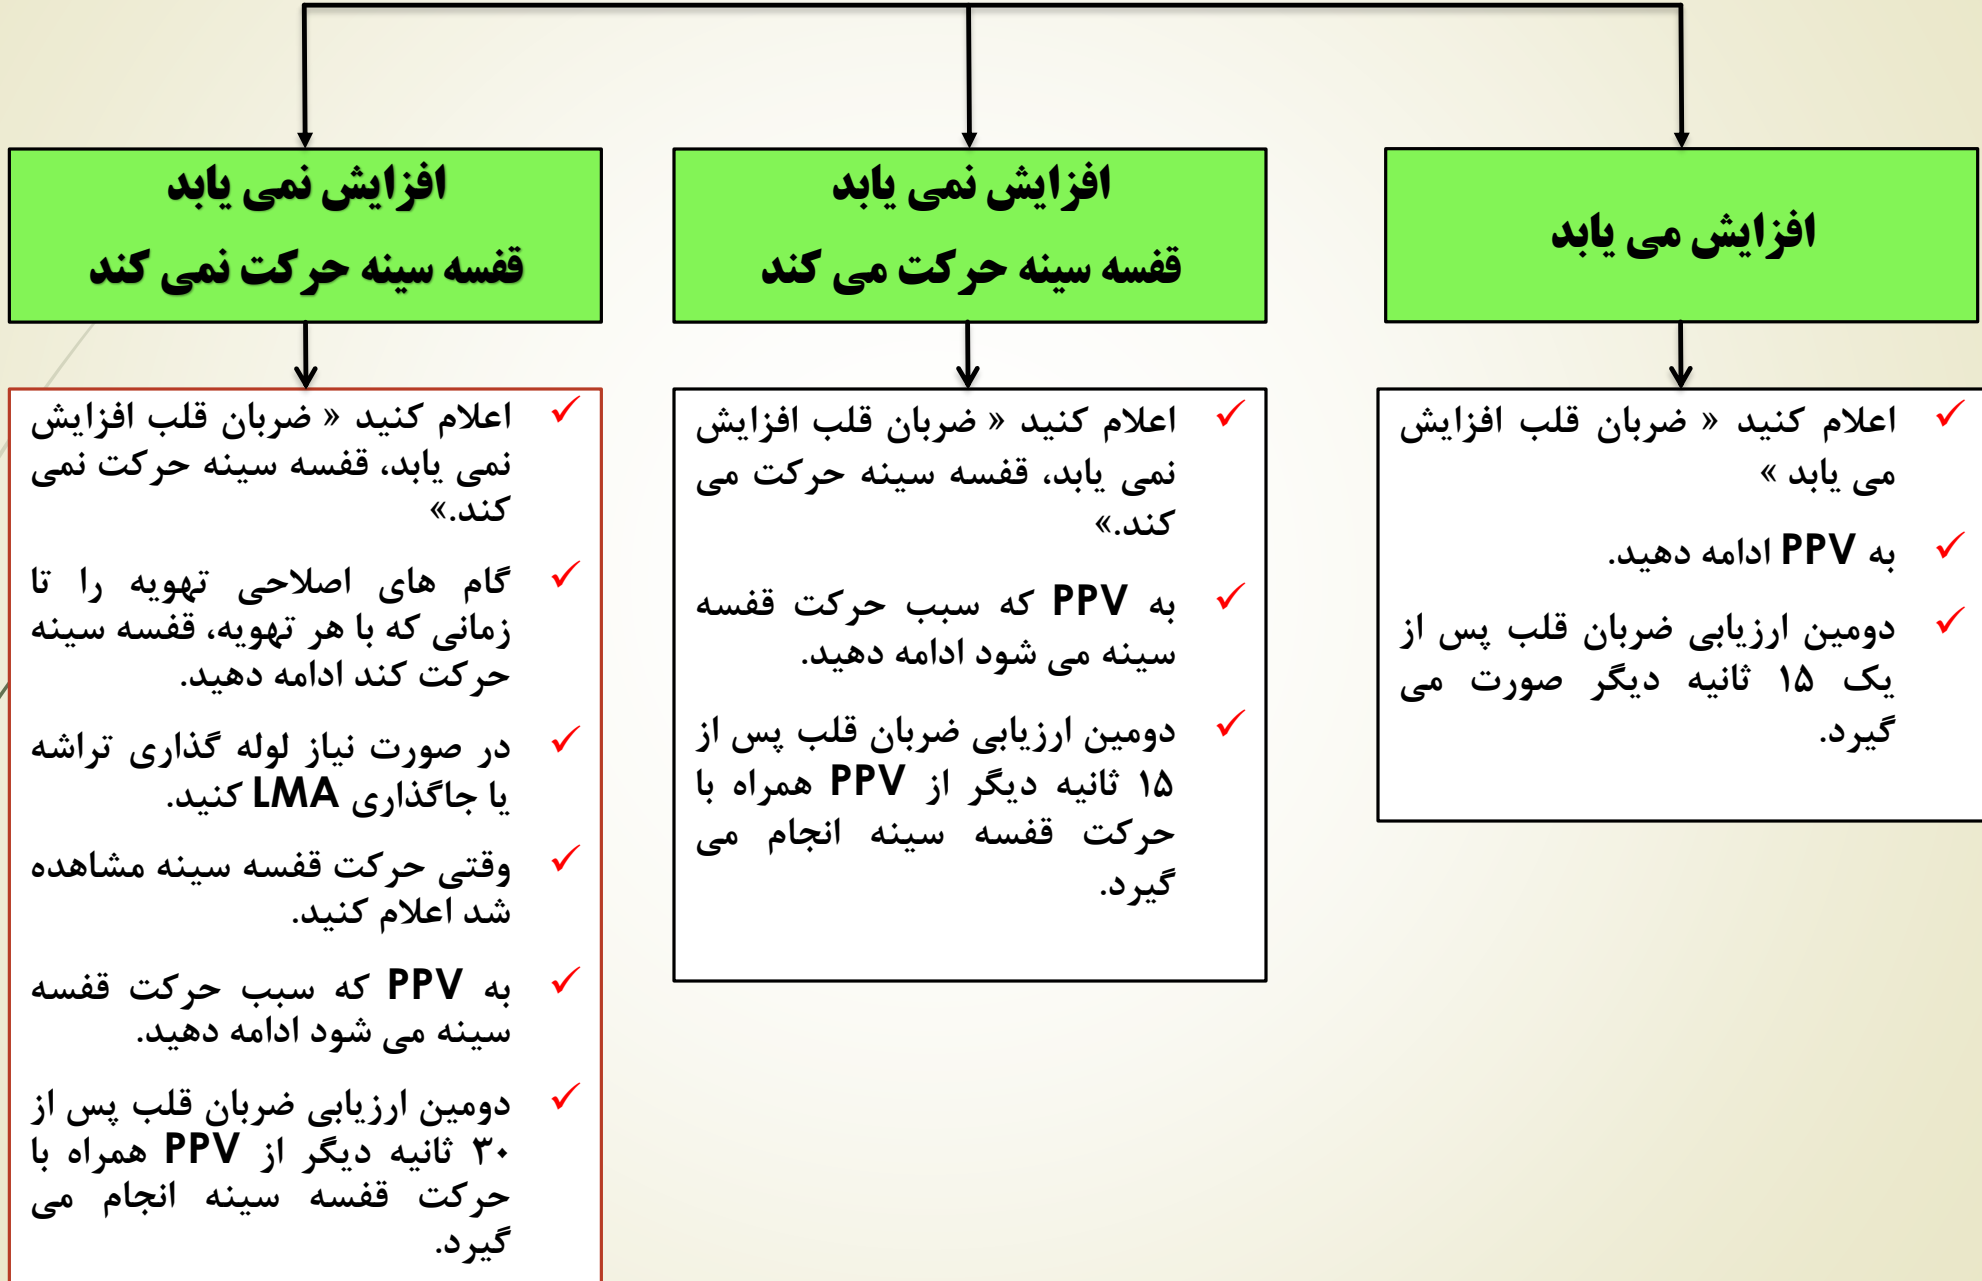 افزایش می یابد
اعلام کنید « ضربان قلب افزایش
می یابد »
به PPV ادامه دهید.
دومین ارزیابی ضربان قلب پس از
یک ۱۵ ثانیه دیگر صورت می
گیرد.
افزایش نمی یابد
قفسه سینه حرکت می کند
اعلام کنید « ضربان قلب افزایش
نمی یابد، قفسه سینه حرکت می
کند.»
به PPV که سبب حرکت قفسه
سینه می شود ادامه دهید.
دومین ارزیابی ضربان قلب پس از
۱۵ ثانیه دیگر از PPV همراه با
حرکت قفسه سینه انجام می
گیرد.
افزایش نمی یابد
قفسه سینه حرکت نمی کند
اعلام کنید « ضربان قلب افزایش
نمی یابد، قفسه سینه حرکت نمی
کند.»
گام های اصلاحی تهویه را تا
زمانی که با هر تهویه، قفسه سینه
حرکت کند ادامه دهید.
در صورت نیاز لوله گذاری تراشه
یا جاگذاری LMA کنید.
وقتی حرکت قفسه سینه مشاهده
شد اعلام کنید.
به PPV که سبب حرکت قفسه
سینه می شود ادامه دهید.
دومین ارزیابی ضربان قلب پس از
۳۰ ثانیه دیگر از PPV همراه با
حرکت قفسه سینه انجام می
گیرد.